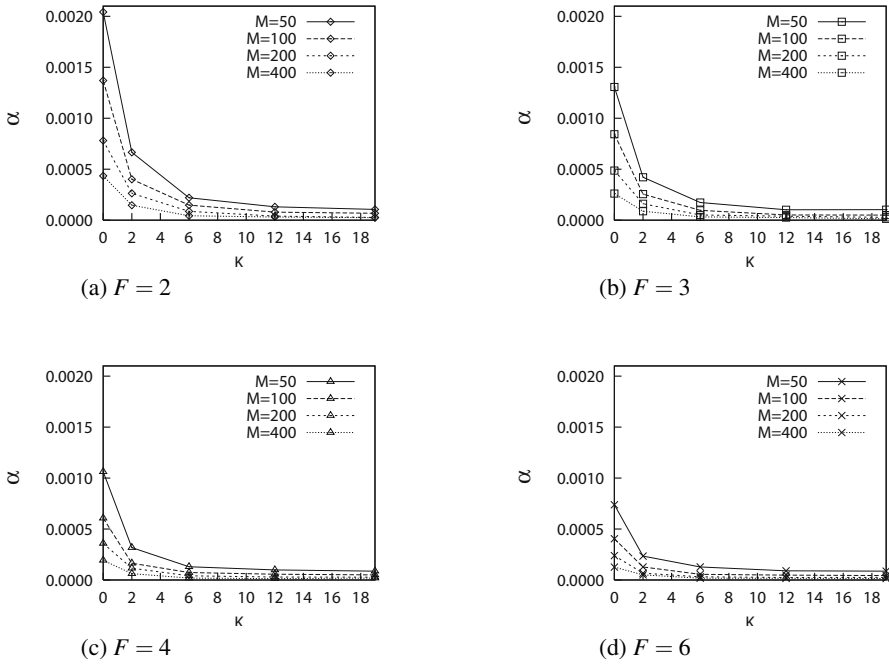 0.0020
0.0015
0.0010
0.0005
0.0000
α
M=50
M=100
M=200
M=400
0 2 4 6 8 10 12 14 16 18
K
(a) F = 2
0.0020
0.0015
0.0010
0.0005
0.0000
α
M=50
M=100
M=200
M=400
0 2 4 6 8 10 12 14 16 18
K
(b) F = 3
0.0020
0.0015
0.0010
0.0005
0.0000
α
M=50
M=100
M=200
M=400
0 2 4 6 8 10 12 14 16 18
K
(c) F = 4
0.0020
0.0015
0.0010
0.0005
0.0000
α
M=50
M=100
M=200
M=400
0 2 4 6 8 10 12 14 16 18
K
(d) F = 6